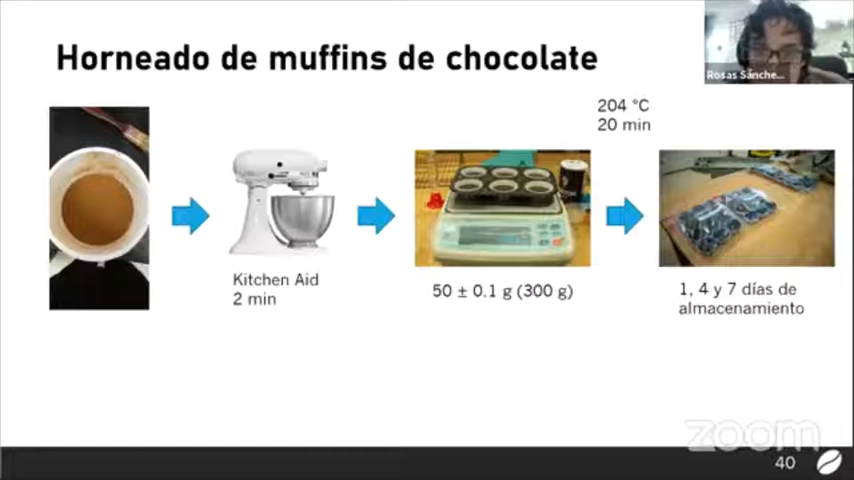 Horneado de muffins de chocolate
Rosas Sánche...
204 °C
20 min
Kitchen Aid
2 min
50 ± 0.1 g (300 g)
1, 4 y 7 días de
almacenamiento
zoom
40